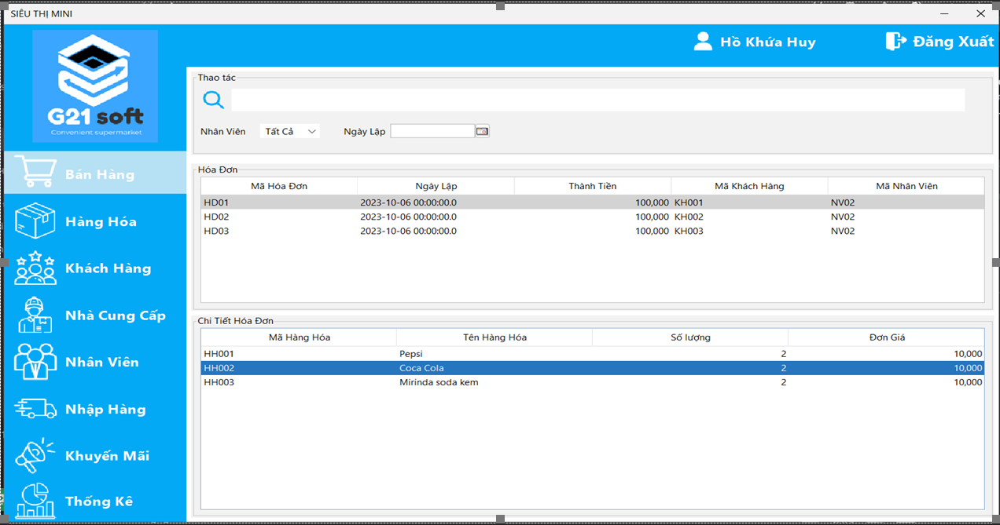 SIÊU THỊ MINI
G21 soft
Convenient supermarket
Hồ Khứa Huy
Đăng Xuất
Bán Hàng
Hàng Hóa
Khách Hàng
Nhà Cung Cấp
Nhân Viên
Nhập Hàng
Khuyến Mãi
Thống Kê
Thao tác
Nhân Viên Tất Cả Ngày Lập
Hóa Đơn
Mã Hóa Đơn Ngày Lập Thành Tiền Mã Khách Hàng Mã Nhân Viên
HD01 2023-10-06 00:00:00.0 100,000 KH001 NV02
HD02 2023-10-06 00:00:00.0 100,000 KH002 NV02
HD03 2023-10-06 00:00:00.0 100,000 KH003 NV02
Chi Tiết Hóa Đơn
Mã Hàng Hóa Tên Hàng Hóa Số lượng Đơn Giá
HH001 Pepsi 2 10,000
HH002 Coca Cola 2 10,000
HH003 Mirinda soda kem 2 10,000